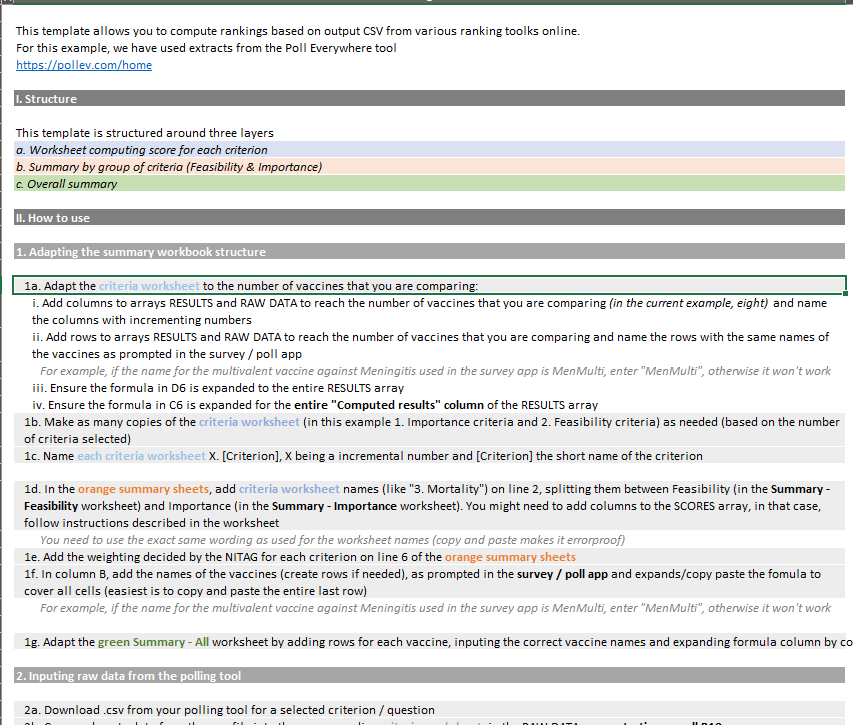 This template allows you to compute rankings based on output CSV from various ranking toolks online.
For this example, we have used extracts from the Poll Everywhere tool
https://pollev.com/home
I. Structure
This template is structured around three layers
a. Worksheet computing score for each criterion
b. Summary by group of criteria (Feasibility & Importance)
c. Overall summary
II. How to use
1. Adapting the summary workbook structure
1a. Adapt the criteria worksheet to the number of vaccines that you are comparing:
i. Add columns to arrays RESULTS and RAW DATA to reach the number of vaccines that you are comparing (in the current example, eight) and name
the columns with incrementing numbers
ii. Add rows to arrays RESULTS and RAW DATA to reach the number of vaccines that you are comparing and name the rows with the same names of
the vaccines as prompted in the survey / poll app
For example, if the name for the multivalent vaccine against Meningitis used in the survey app is MenMulti, enter "MenMulti", otherwise it won't work
iii. Ensure the formula in D6 is expanded to the entire RESULTS array
iv. Ensure the formula in C6 is expanded for the entire "Computed results" column of the RESULTS array
1b. Make as many copies of the criteria worksheet (in this example 1. Importance criteria and 2. Feasibility criteria) as needed (based on the number
of criteria selected)
1c. Name each criteria worksheet X. [Criterion], X being a incremental number and [Criterion] the short name of the criterion
1d. In the orange summary sheets, add criteria worksheet names (like "3. Mortality") on line 2, splitting them between Feasibility (in the Summary -
Feasibility worksheet) and Importance (in the Summary - Importance worksheet). You might need to add columns to the SCORES array, in that case,
follow instructions described in the worksheet
You need to use the exact same wording as used for the worksheet names (copy and paste makes it errorproof)
1e. Add the weighting decided by the NITAG for each criterion on line 6 of the orange summary sheets
1f. In column B, add the names of the vaccines (create rows if needed), as prompted in the survey / poll app and expands/copy paste the fomula to
cover all cells (easiest is to copy and paste the entire last row)
For example, if the name for the multivalent vaccine against Meningitis used in the survey app is MenMulti, enter "MenMulti", otherwise it won't work
1g. Adapt the green Summary - All worksheet by adding rows for each vaccine, inputing the correct vaccine names and expanding formula column by co
2. Inputing raw data from the polling tool
2a. Download .csv from your polling tool for a selected criterion / question